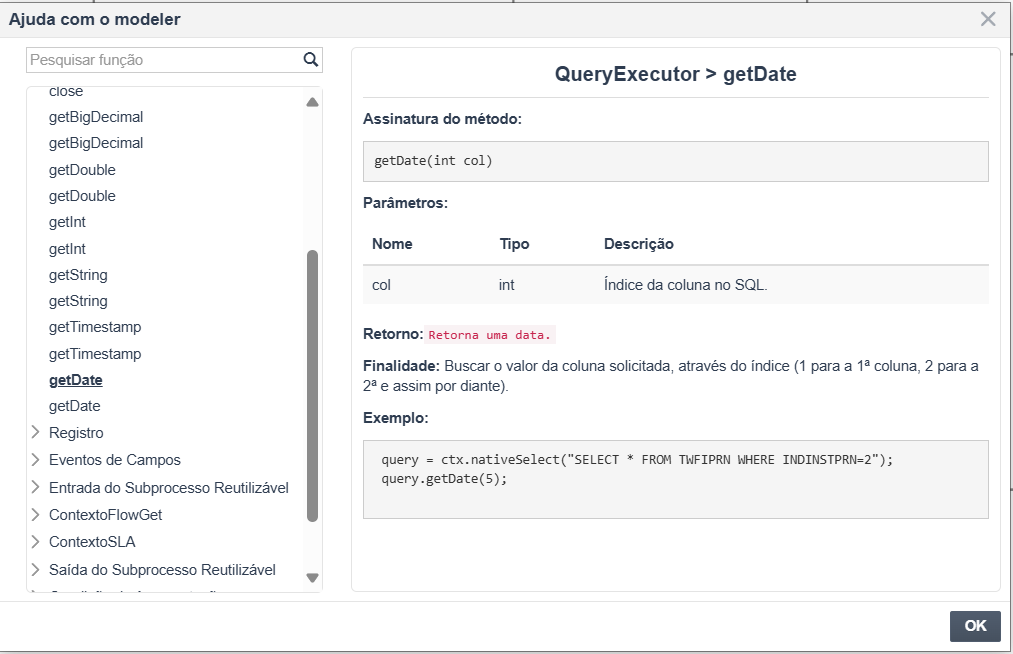 Ajuda com o modeler
Pesquisar função
close
getBigDecimal
getBigDecimal
getDouble
getDouble
getInt
getInt
getString
getString
getTimestamp
getTimestamp
getDate
getDate
Registro
Eventos de Campos
Entrada do Subprocesso Reutilizável
ContextoFlowGet
ContextoSLA
Saída do Subprocesso Reutilizável
QueryExecutor > getDate
Assinatura do método:
getDate(int col)
Parâmetros:
Nome Tipo Descrição
col int Índice da coluna no SQL.
Retorno: Retorna uma data.
Finalidade: Buscar o valor da coluna solicitada, através do índice (1 para a 1ª coluna, 2 para a
2ª e assim por diante).
Exemplo:
query = ctx.nativeSelect("SELECT * FROM TWFIPRN WHERE INDINSTPRN=2");
query.getDate(5);
OK